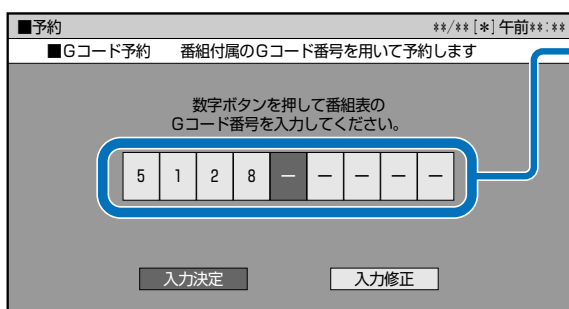 ■予約 **/**[*]午前**:**
■Gコード予約 番組付属のGコード番号を用いて予約します
数字ボタンを押して番組表の
Gコード番号を入力してください。
5 1 2 8 – – – – –
入力決定 入力修正